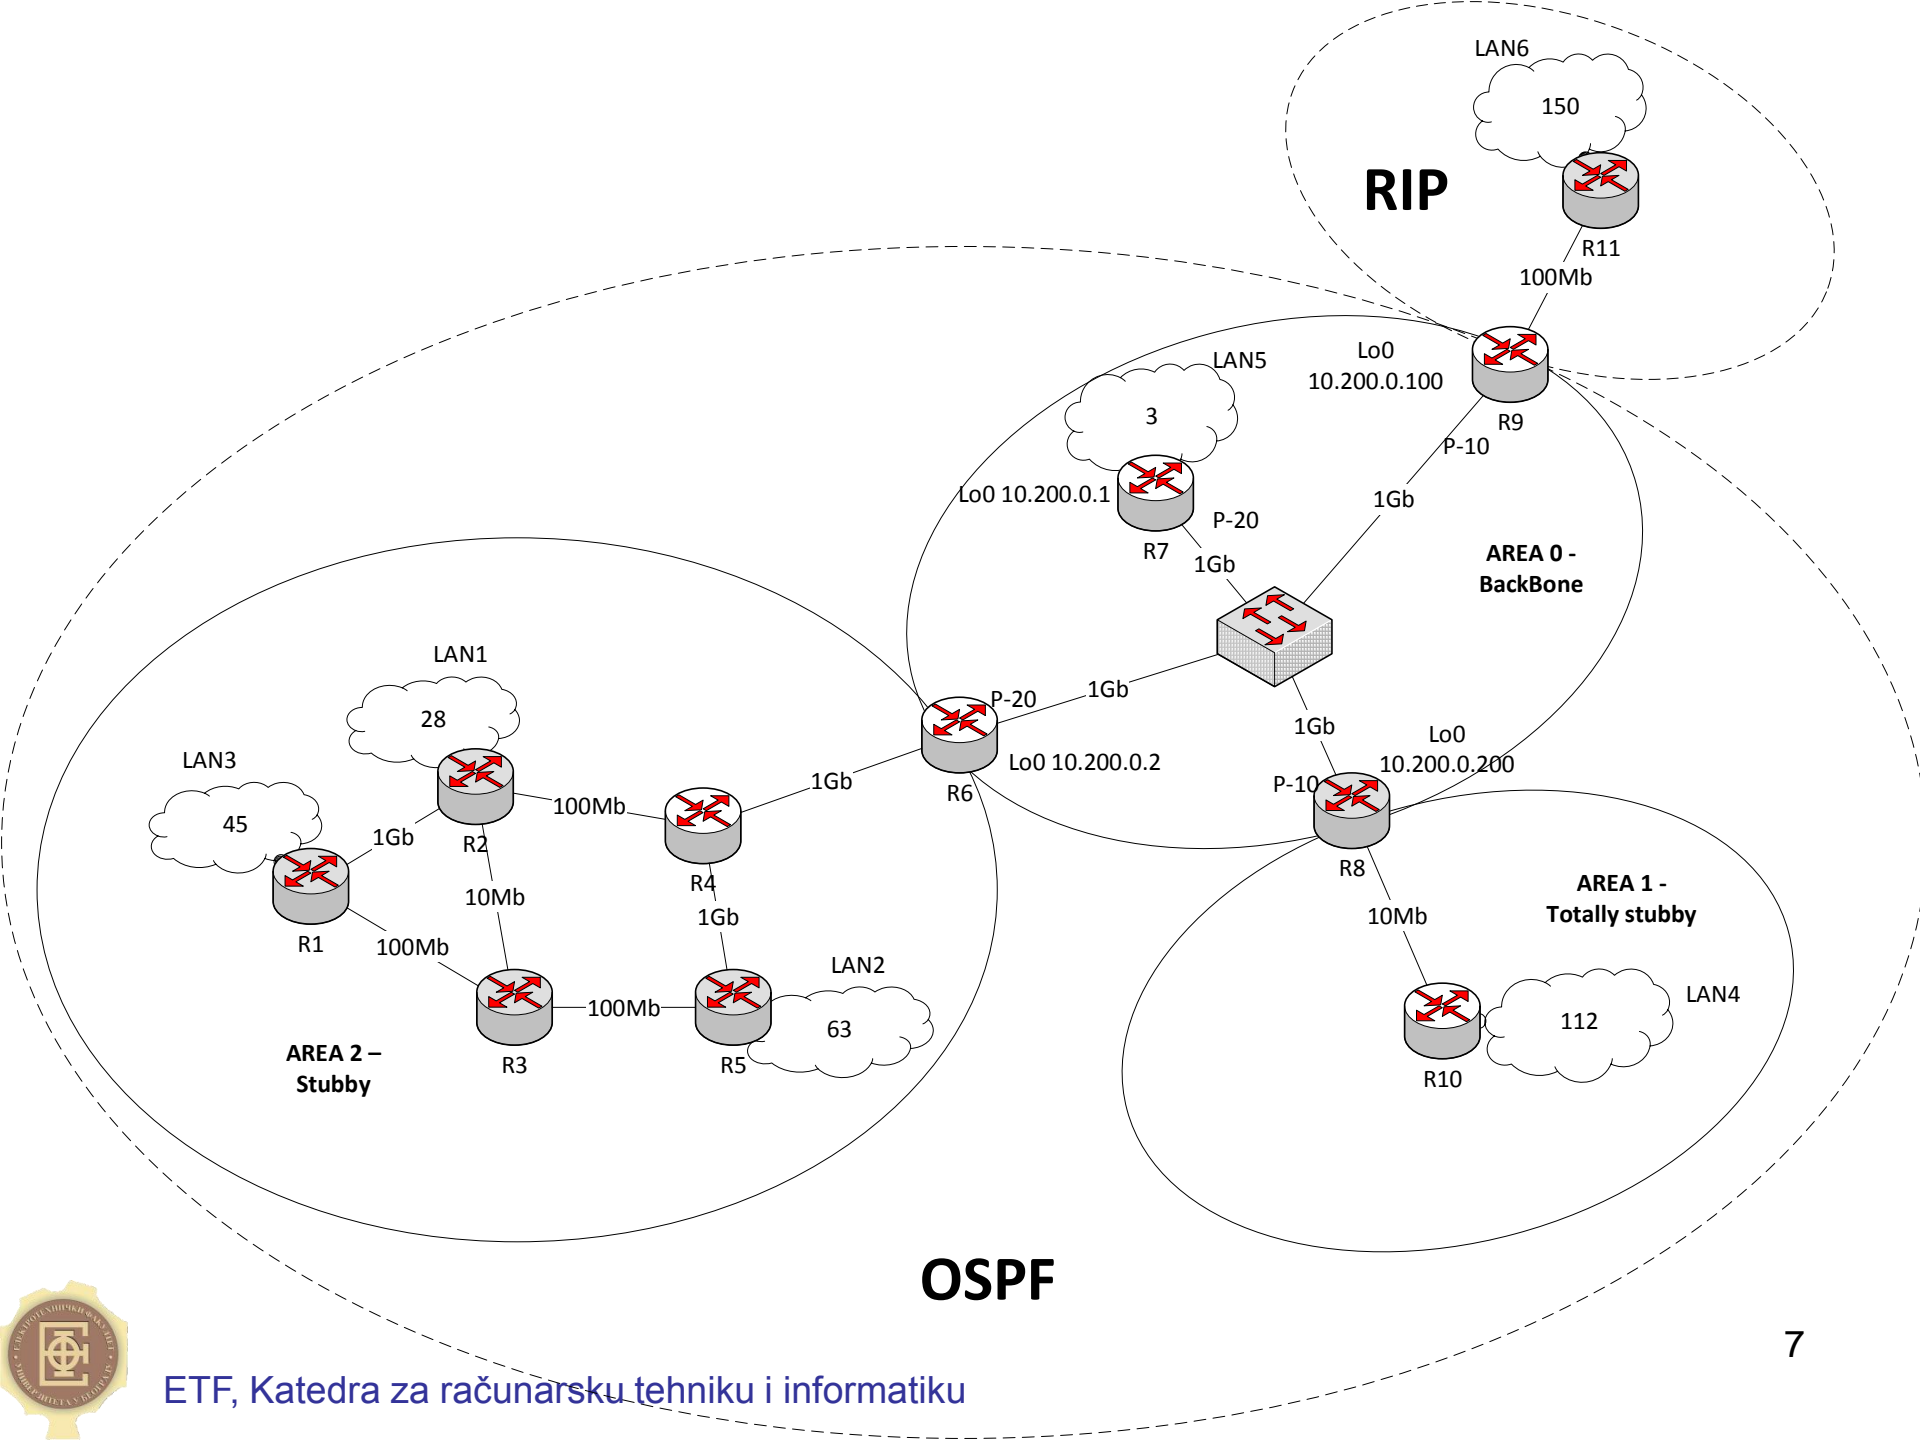 LAN6
150
RIP
R11
100Mb
LAN5
Lo0
10.200.0.100
3
R9
P-10
Lo0 10.200.0.1
1Gb
P-20
R7
1Gb
AREA 0 -
BackBone
LAN1
28
P-20
1Gb
1Gb
Lo0
10.200.0.200
LAN3
45
R2
100Mb
1Gb
1Gb
R6
Lo0 10.200.0.2
P-10
R8
R4
10Mb
1Gb
R1
100Mb
10Mb
AREA 1 -
Totally stubby
LAN2
63
100Mb
R3
R5
LAN4
112
R10
AREA 2 –
Stubby
OSPF
7
ETF, Katedra za računarsku tehniku i informatiku